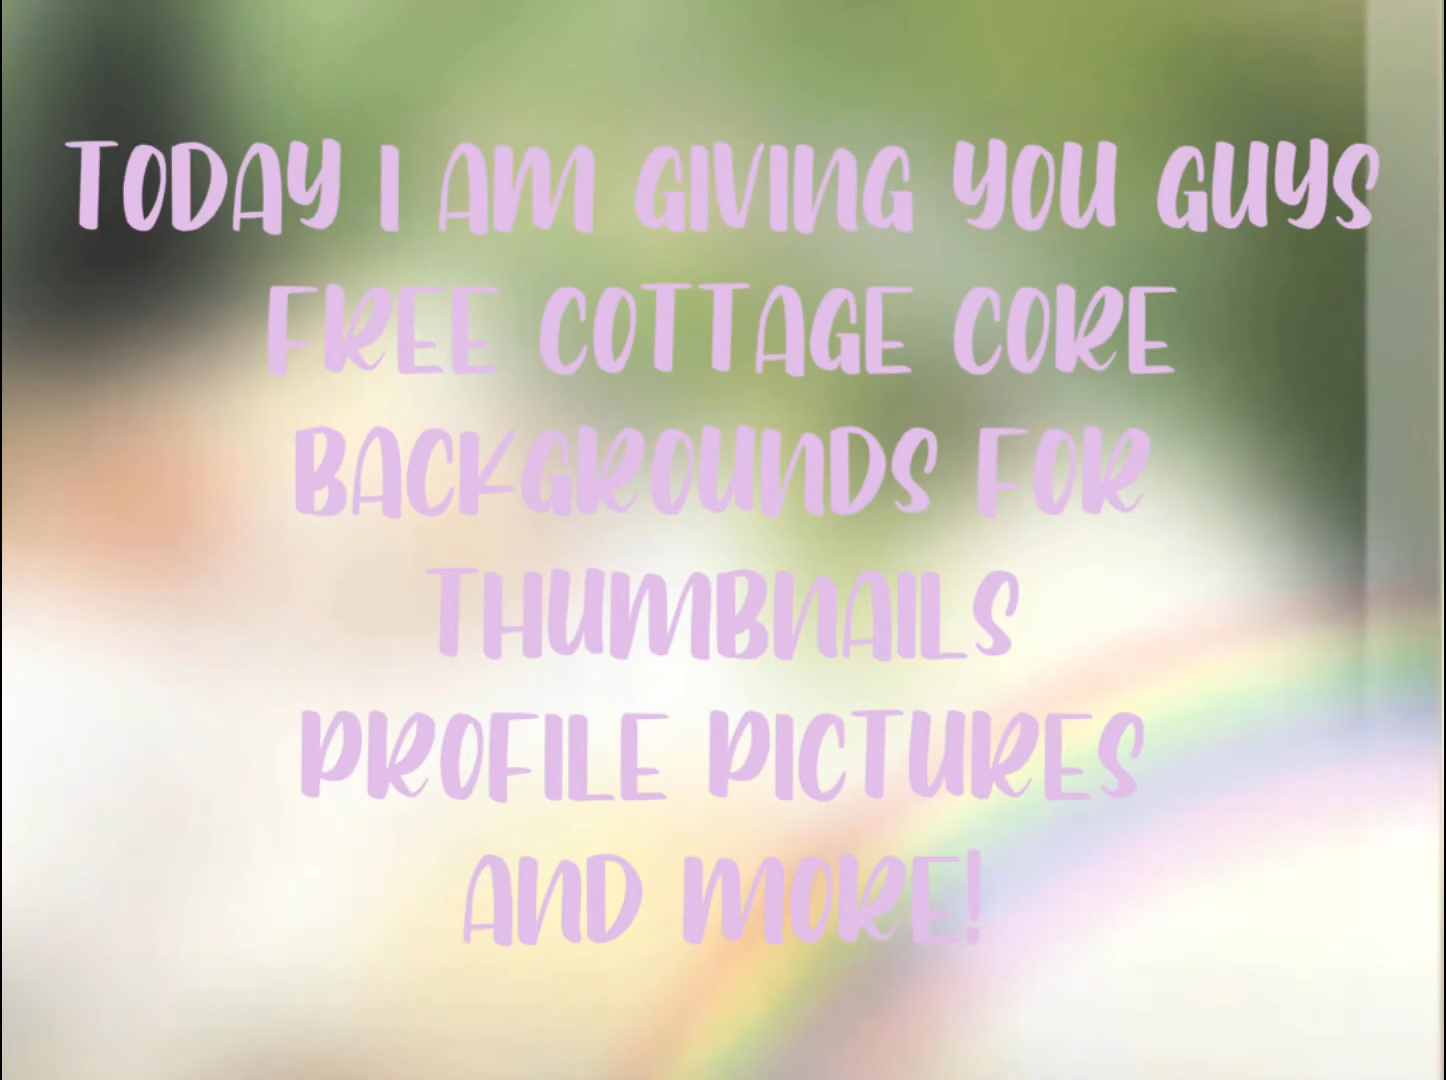 TODAY I AM GIVING YOU GUYS
FREE COTTAGE CORE
BACKGROUNDS FOR
THUMBNAILS
PROFILE PICTURES
AND MORE!